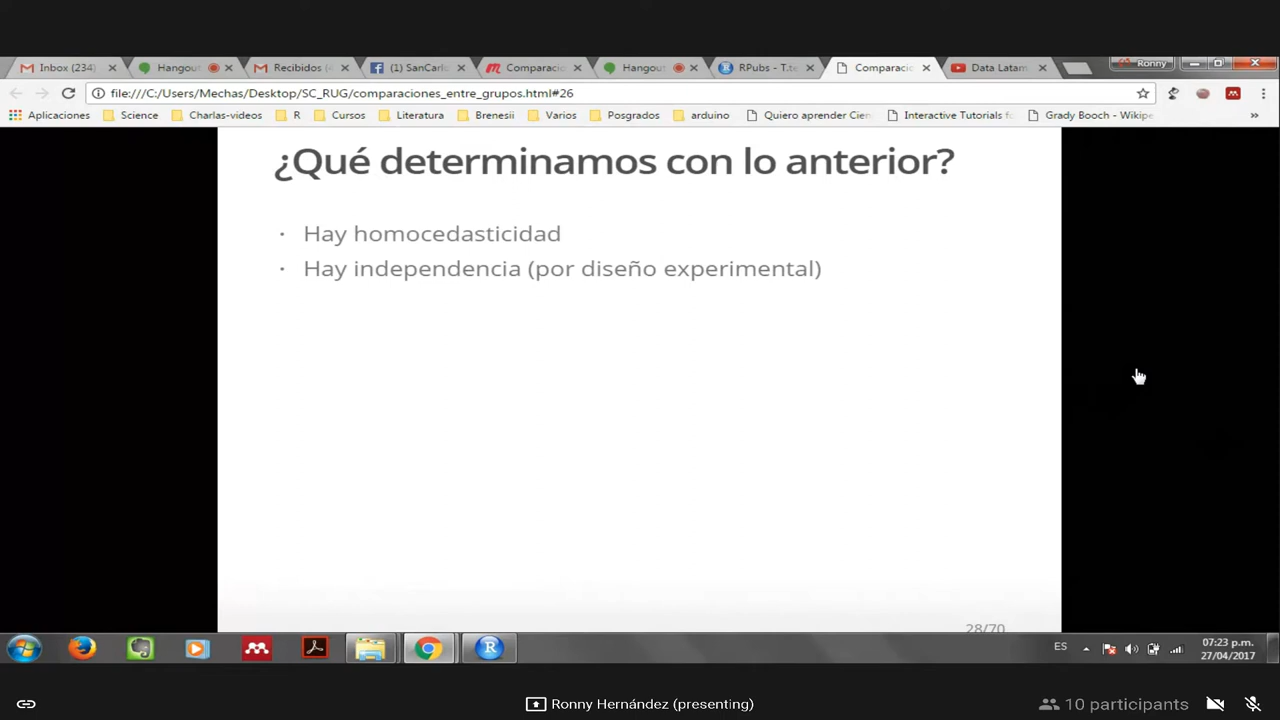 Inbox (234)
Hangout
Recibidos (
(1) SanCarlo
Comparacio
Hangout
RPubs - T.te
Comparacio
Data Latam
Ronny
file:///C:/Users/Mechas/Desktop/SC_RUG/comparaciones_entre_grupos.html#26
Aplicaciones
Science
Charlas-videos
R
Cursos
Literatura
Brenesii
Varios
Posgrados
arduino
Quiero aprender Cien
Interactive Tutorials f
Grady Booch - Wikipe
»
¿Qué determinamos con lo anterior?
· Hay homocedasticidad
· Hay independencia (por diseño experimental)
28/70
ES
07:23 p.m.
27/04/2017
Ronny Hernández (presenting)
10 participants